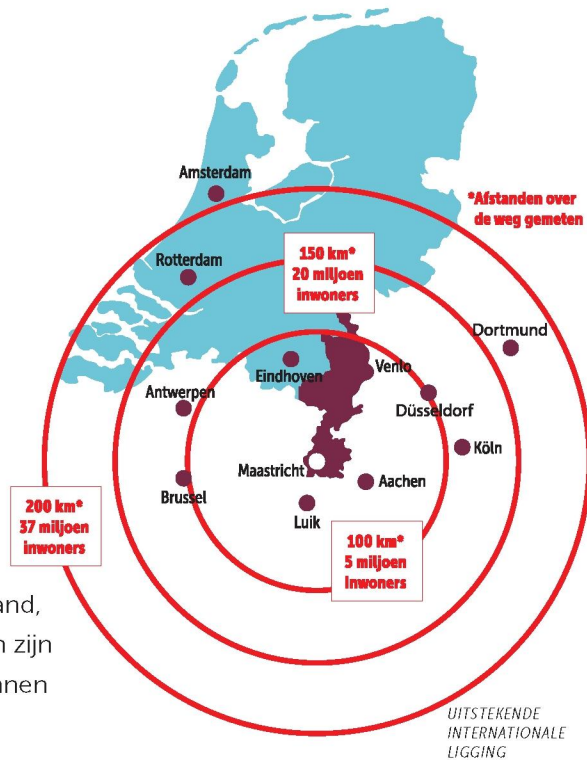 Amsterdam
*Afstanden over
de weg gemeten
Rotterdam
150 km*
20 miljoen
inwoners
Dortmund
Eindhoven
Venlo
Antwerpen
Düsseldorf
Köln
Maastricht
Aachen
Brussel
Luik
200 km*
37 miljoen
inwoners
100 km*
5 miljoen
Inwoners
and,
n zijn
nnen
UITSTEKENDE
INTERNATIONALE
LIGGING